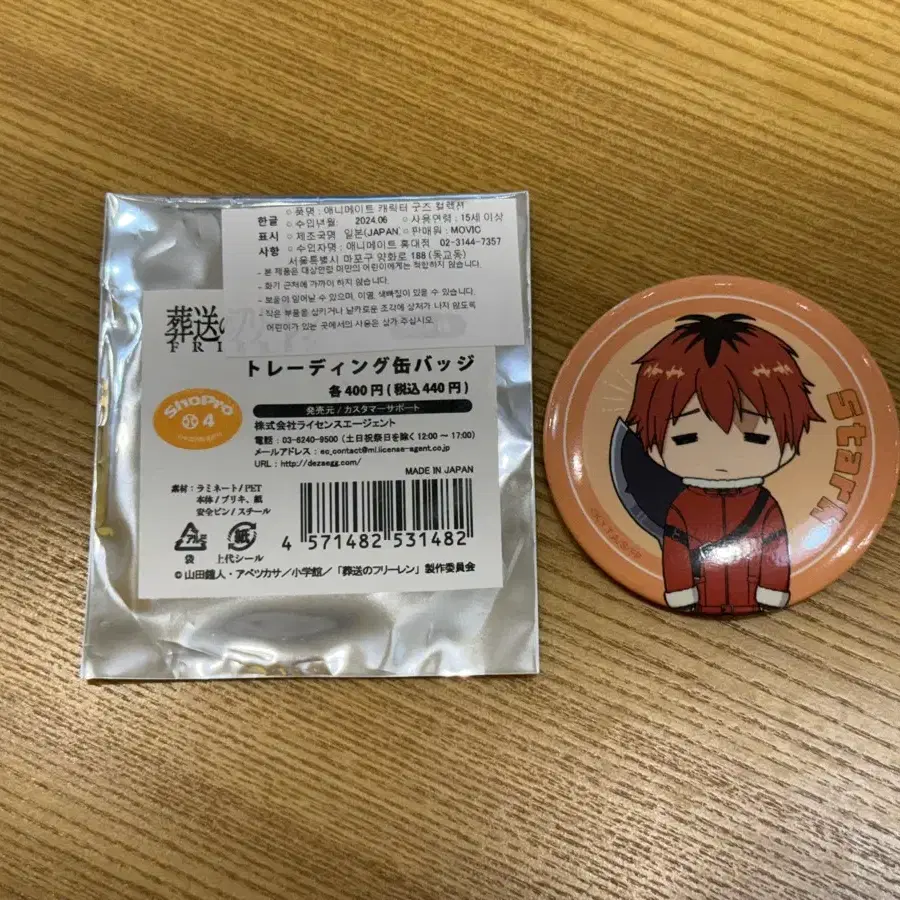 한글
표시
사항
○ 품명 : 애니메이트 캐릭터 굿즈 컬렉션
○ 수입년월: 2024.06 ○ 사용연령 : 15세 이상
○ 제조국명 일본(JAPAN ○ 판매원 : MOVIC
○ 수입자명 : 애니메이트 홍대점 02-3144-7357
서울특별시 마포구 양화로 188 (동교동)
- 본 제품은 대상연령 미만의 어린이에게는 적합하지 않습니다.
- 화기 근처에 가까이 하지 않습니다.
- 보풀이 일어날 수 있으며, 이염, 색빠짐이 있을 수 있습니다.
- 작은 부품을 삼키거나 날카로운 조각에 상처가 나지 않도록
어린이가 있는 곳에서의 사용은 삼가 주십시오.
葬送の
FRI
トレーディング缶バッジ
各400円(税込440円)
ShoPro
4
発売元/カスタマーサポート
株式会社ライセンスエージェント
電話:03-6240-9500(土日祝祭日を除く12:00~17:00)
メールアドレス:ec_contact@ml.license-agent.co.jp
URL:http://dezaegg.com/
MADE IN JAPAN
素材:ラミネート/PET
本体/ブリキ、紙
安全ピン/スチール
アルミ
袋
紙
上代シール
4 571482 531482
©山田鐘人・アベツカサ/小学館/「葬送のフリーレン」製作委員会
Stark